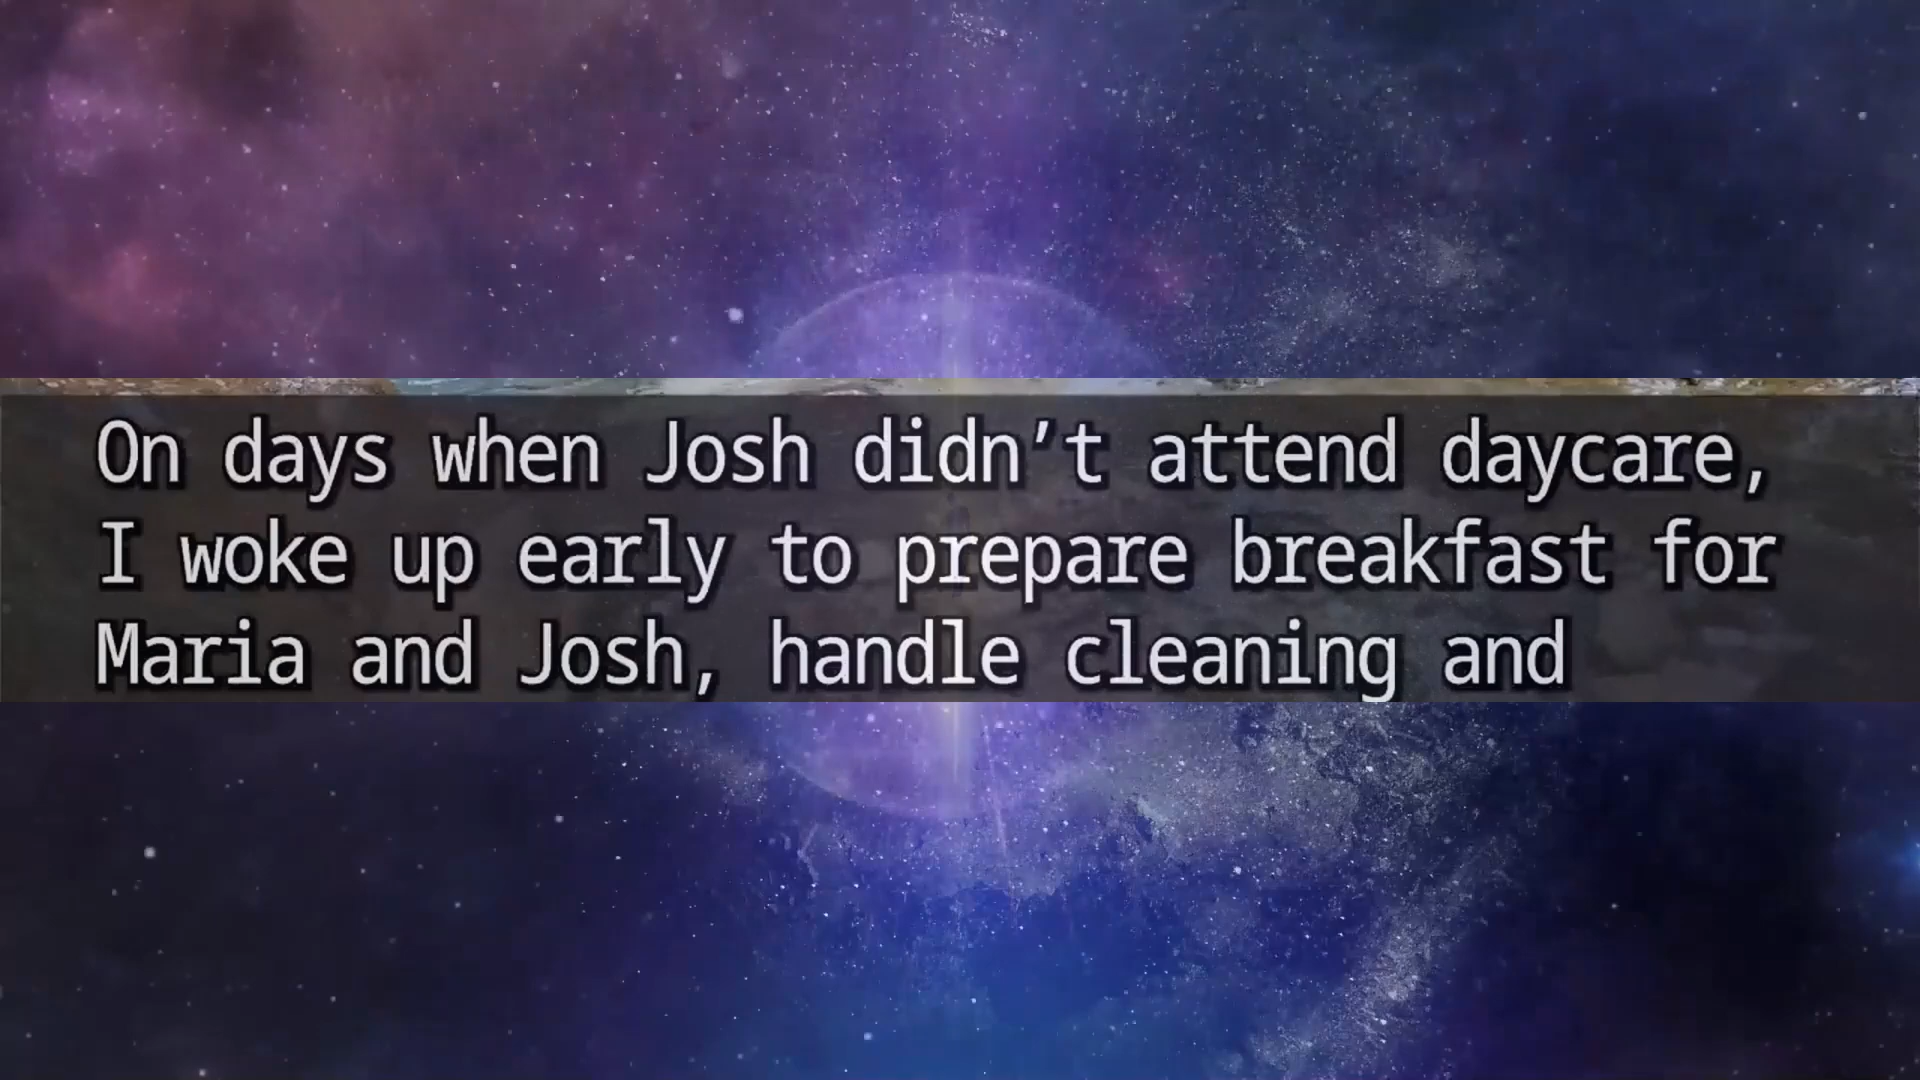 On days when Josh didn’t attend daycare,
I woke up early to prepare breakfast for
Maria and Josh, handle cleaning and